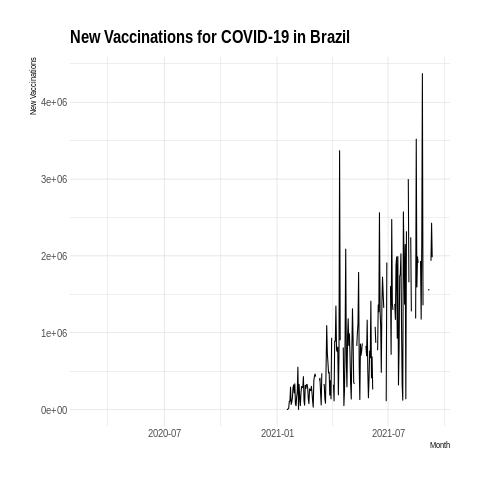 New Vaccinations for COVID-19 in Brazil
New Vaccinations
4e+06
3e+06
2e+06
1e+06
0e+00
2020-07
2021-01
2021-07
Month